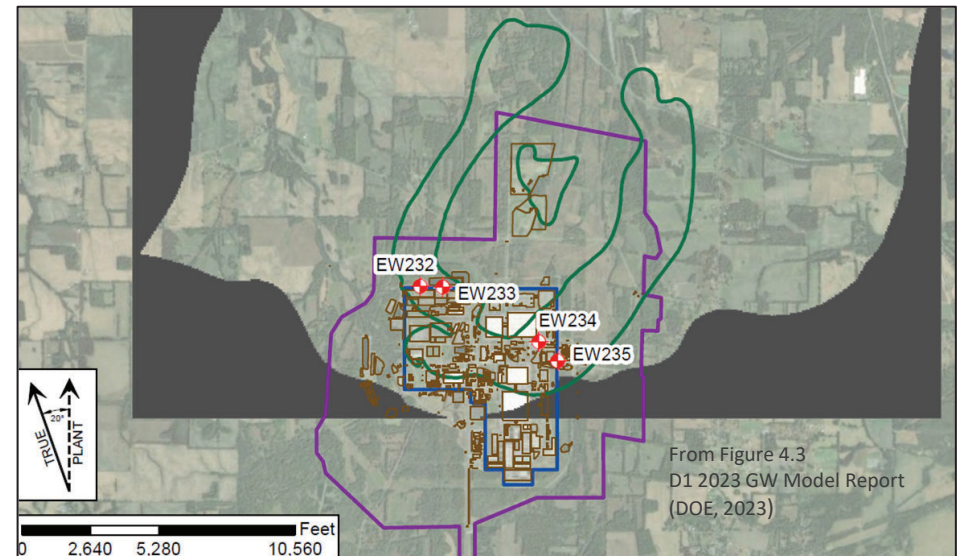 EW232
EW233
EW234
EW235
TRUE
20°
PLANT
From Figure 4.3
D1 2023 GW Model Report
(DOE, 2023)
Feet
0 2,640 5,280 10,560